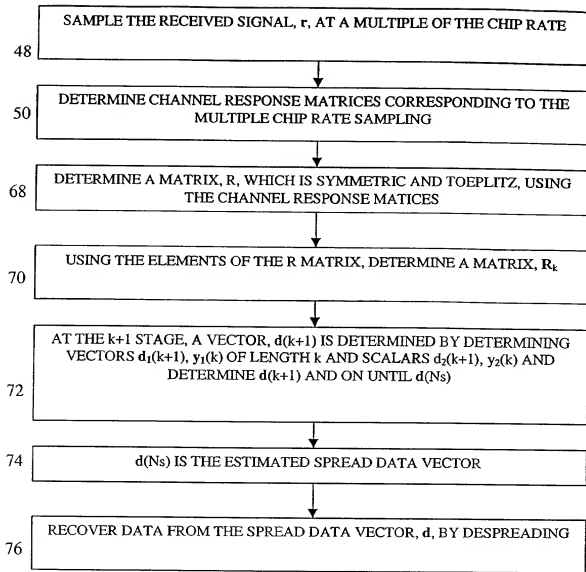 SAMPLE THE RECEIVED SIGNAL, r, AT A MULTIPLE OF THE CHIP RATE
48
DETERMINE CHANNEL RESPONSE MATRICES CORRESPONDING TO THE
MULTIPLE CHIP RATE SAMPLING
50
DETERMINE A MATRIX, R, WHICH IS SYMMETRIC AND TOEPLITZ, USING
THE CHANNEL RESPONSE MATICES
68
USING THE ELEMENTS OF THE R MATRIX, DETERMINE A MATRIX, Rk
70
AT THE k+1 STAGE, A VECTOR, d(k+1) IS DETERMINED BY DETERMINING
VECTORS d1(k+1), y1(k) OF LENGTH k AND SCALARS d2(k+1), y2(k) AND
DETERMINE d(k+1) AND ON UNTIL d(Ns)
72
d(Ns) IS THE ESTIMATED SPREAD DATA VECTOR
74
RECOVER DATA FROM THE SPREAD DATA VECTOR, d, BY DESPREADING
76